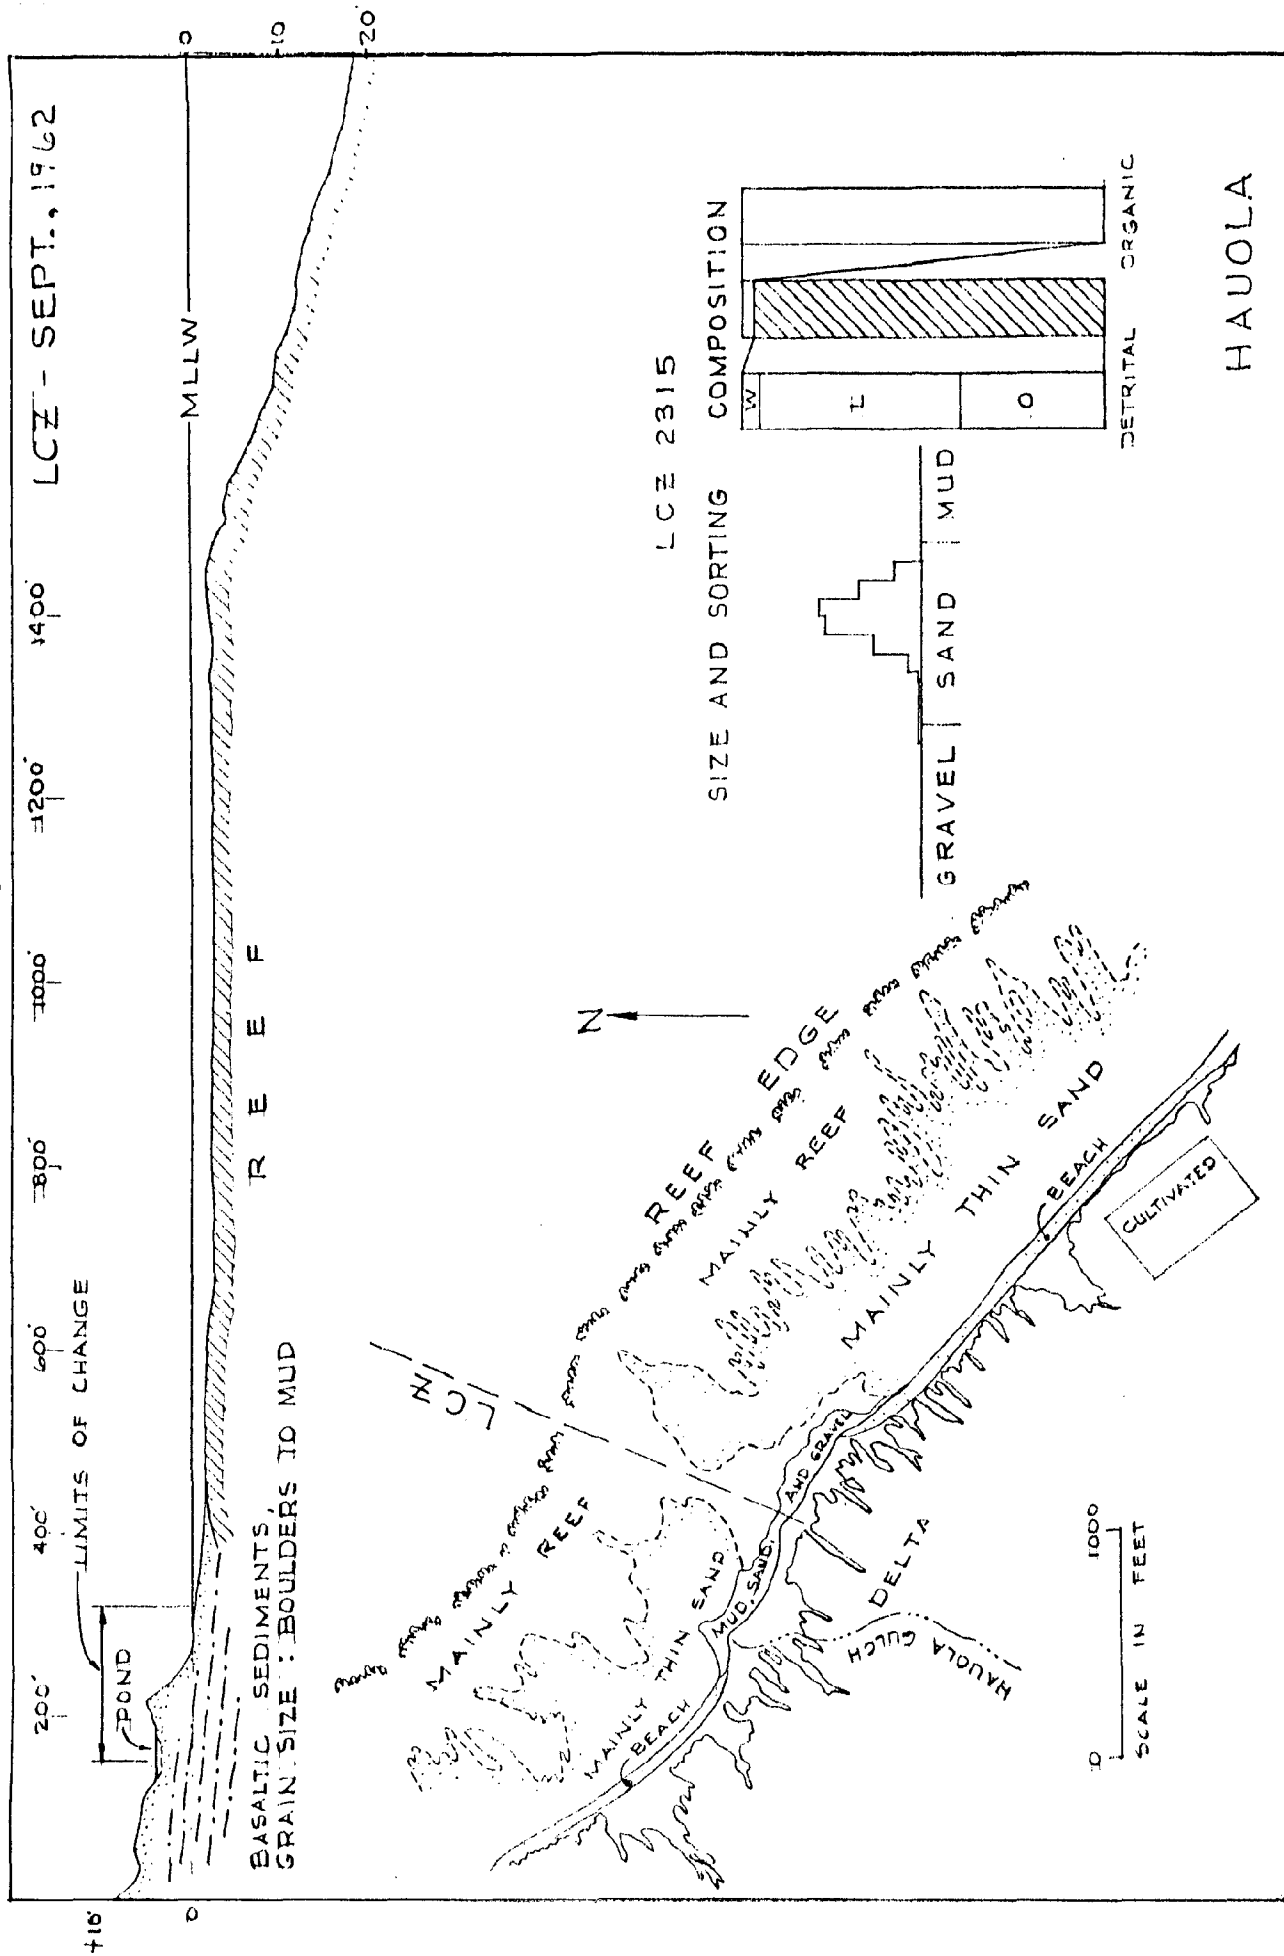 LCZ - SEPT., 1962
+10'
0
0
10
20'
200'
400'
600'
800'
1000'
1200'
1400'
LIMITS OF CHANGE
POND
MLLW
REEF
BASALTIC SEDIMENTS,
GRAIN SIZE : BOULDERS TO MUD
LCN
N
REEF EDGE
MAINLY REEF
MAINLY REEF
MAINLY THIN SAND
MAINLY THIN SAND
BEACH
BEACH
MUD, SAND, AND GRAVEL
DELTA
HAUOLA
GULCH
CULTIVATED
0 1000
SCALE IN FEET
LCZ 2315
SIZE AND SORTING
GRAVEL | SAND | MUD
COMPOSITION
W
O
DETRITAL ORGANIC
HAUOLA